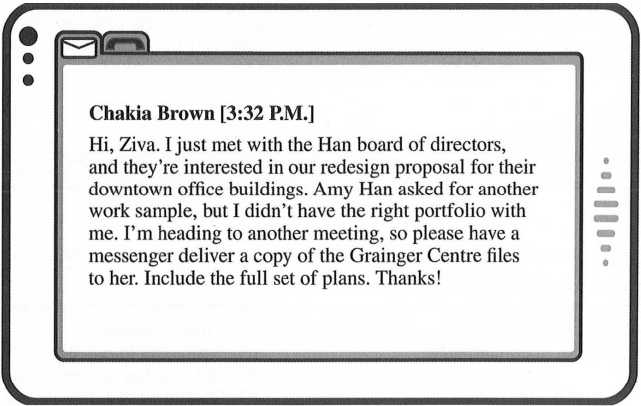 Chakia Brown [3:32 P.M.]
Hi, Ziva. I just met with the Han board of directors,
and they're interested in our redesign proposal for their
downtown office buildings. Amy Han asked for another
work sample, but I didn't have the right portfolio with
me. I'm heading to another meeting, so please have a
messenger deliver a copy of the Grainger Centre files
to her. Include the full set of plans. Thanks!